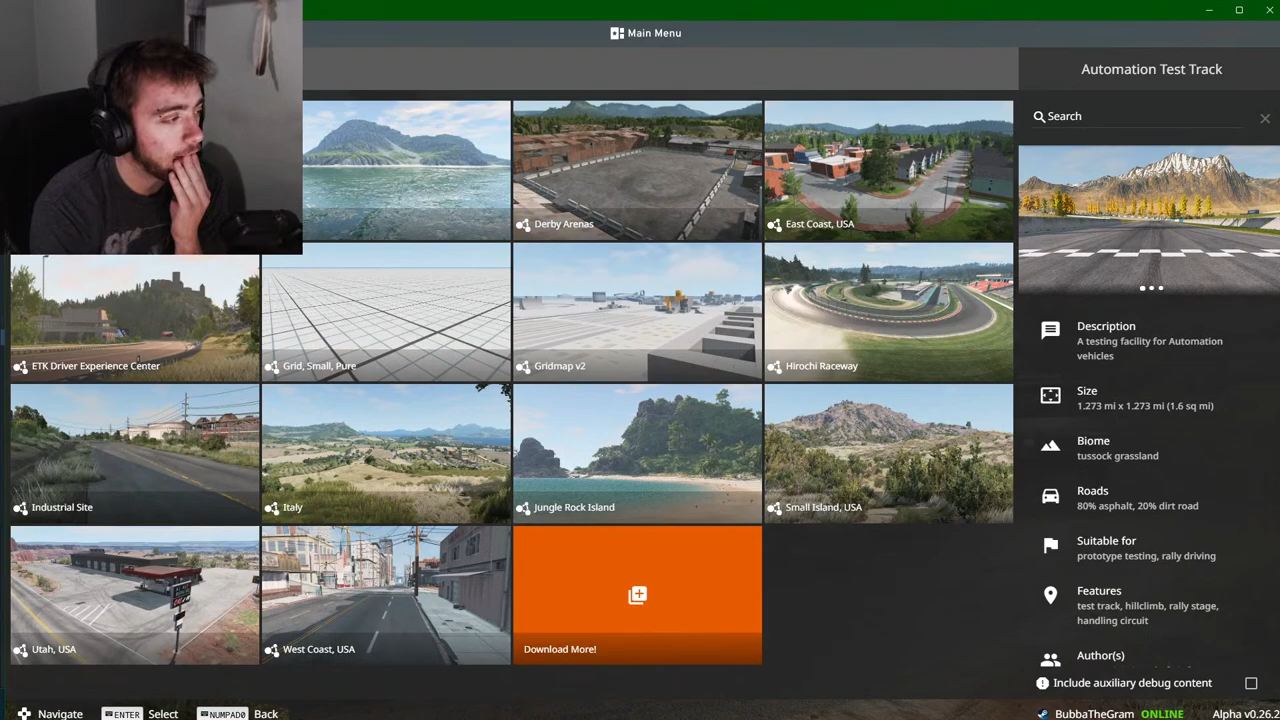 Main Menu
Automation Test Track
Search
Derby Arenas
East Coast, USA
ETK Driver Experience Center
Grid, Small, Pure
Gridmap v2
Hirochi Raceway
Industrial Site
Italy
Jungle Rock Island
Small Island, USA
Utah, USA
West Coast, USA
Download More!
Description
A testing facility for Automation
vehicles
Size
1.273 mi x 1.273 mi (1.6 sq mi)
Biome
tussock grassland
Roads
80% asphalt, 20% dirt road
Suitable for
prototype testing, rally driving
Features
test track, hillclimb, rally stage,
handling circuit
Author(s)
Include auxiliary debug content
Navigate ENTER Select NUMPAD0 Back
BubbaTheGram ONLINE Alpha v0.26.2